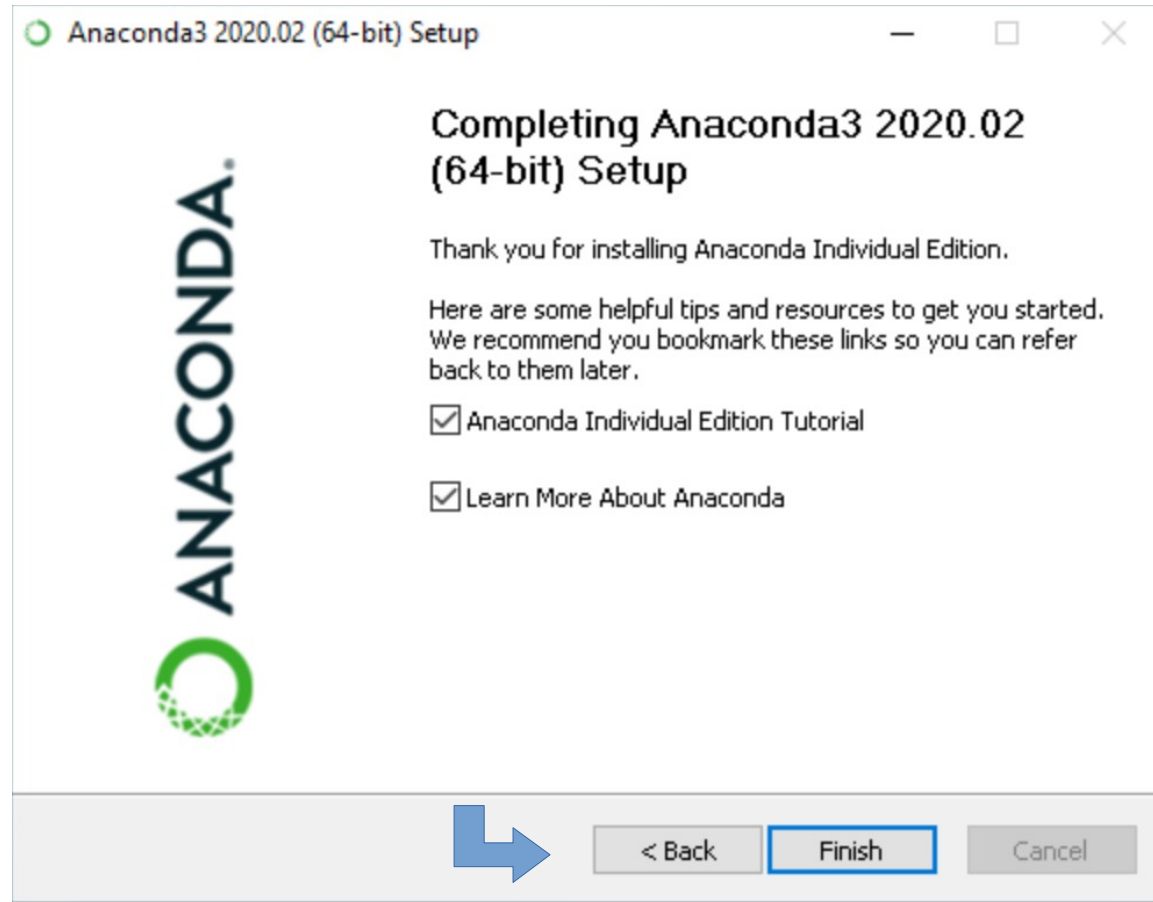 Anaconda3 2020.02 (64-bit) Setup
ANACONDA.
Completing Anaconda3 2020.02
(64-bit) Setup
Thank you for installing Anaconda Individual Edition.
Here are some helpful tips and resources to get you started.
We recommend you bookmark these links so you can refer
back to them later.
Anaconda Individual Edition Tutorial
Learn More About Anaconda
< Back Finish Cancel